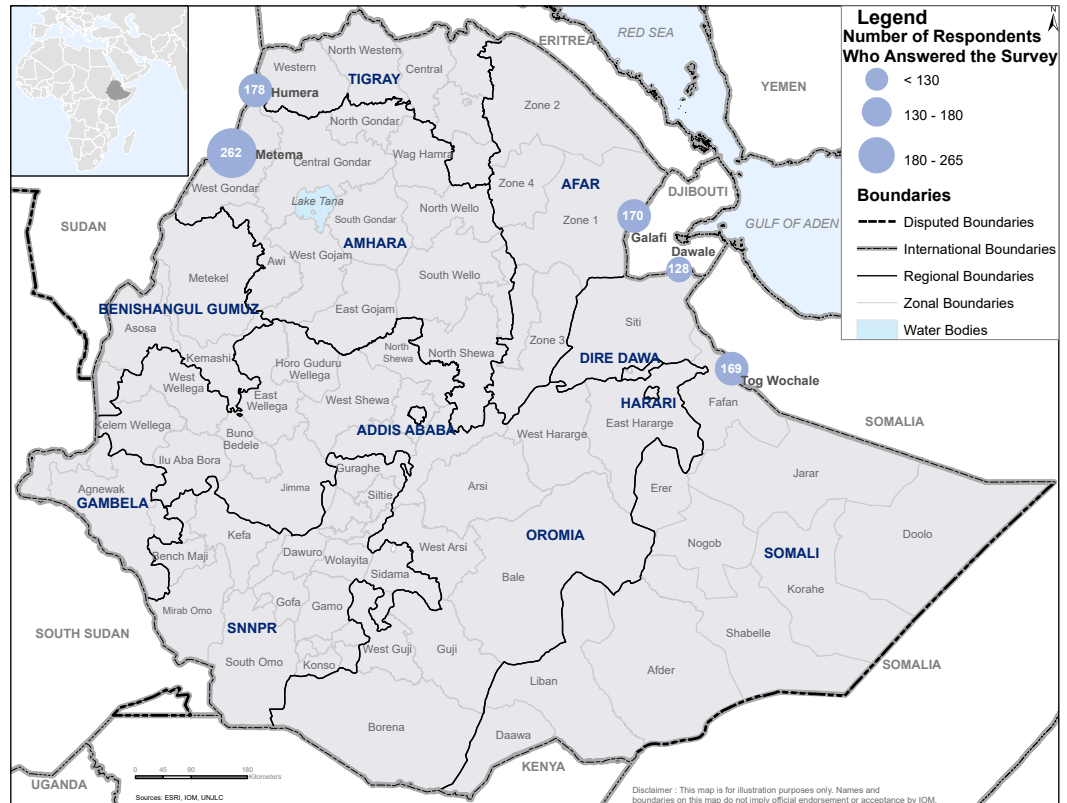 Legend
Number of Respondents
Who Answered the Survey
< 130
130 - 180
180 - 265
Boundaries
Disputed Boundaries
International Boundaries
Regional Boundaries
Zonal Boundaries
Water Bodies
N
RED SEA
ERITREA
YEMEN
North Western
Western
Central
TIGRAY
178
Humera
Zone 2
North Gondar
262
Metema
Wag Hamra
Central Gondar
West Gondar
Zone 4
AFAR
DJIBOUTI
Lake Tana
North Wello
170
Zone 1
GULF OF ADEN
SUDAN
South Gondar
Galafi
AMHARA
Dawale
West Gojam
Awi
128
South Wello
Metekel
BENISHANGUL GUMUZ
East Gojam
Asosa
Siti
Zone 3
North
Shewa
North Shewa
DIRE DAWA
Kemashi
Horo Guduru
Wellega
169
Tog Wochale
West
Wellega
East
Wellega
West Shewa
HARARI
Fafan
SOMALIA
Kelem Wellega
ADDIS ABABA
West Hararge
East Hararge
Buno
Bedele
Ilu Aba Bora
Guraghe
Jarar
Agnewak
Jimma
Siltie
Arsi
Erer
GAMBELA
Kefa
OROMIA
Doolo
Nogob
SOMALI
Bench Maji
Dawuro
Wolayita
West Arsi
Sidama
Bale
Korahe
Mirab Omo
Gofa
Gamo
SOUTH SUDAN
SNNPR
Shabelle
South Omo
Konso
West Guji
Guji
SOMALIA
Afder
Liban
Borena
Daawa
KENYA
UGANDA
0 45 90 180
Kilometers
Sources: ESRI, IOM, UNJLC
Disclaimer : This map is for illustration purposes only. Names and
boundaries on this map do not imply official endorsement or acceptance by IOM.